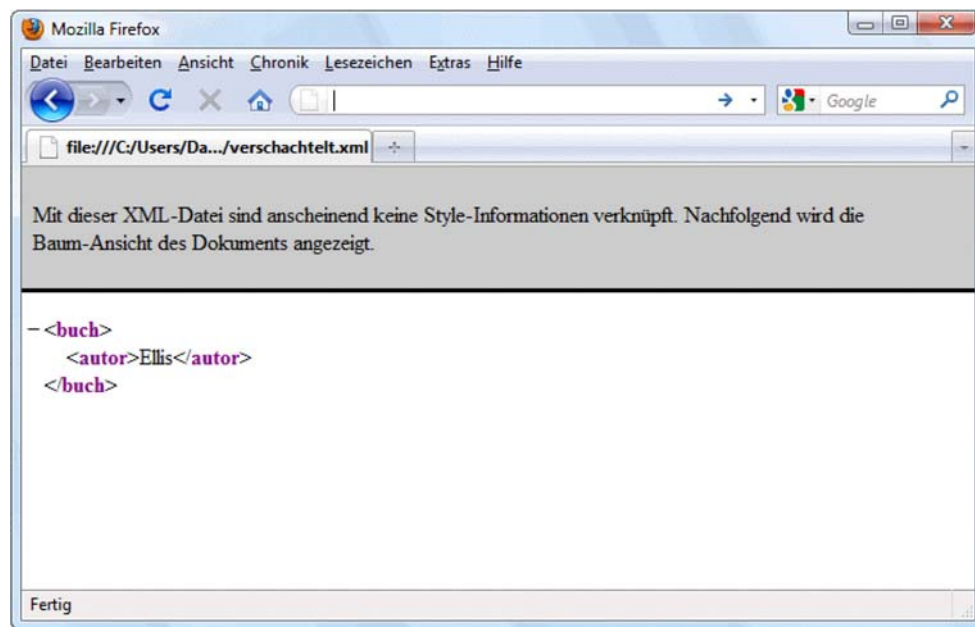 Mozilla Firefox
Datei Bearbeiten Ansicht Chronik Lesezeichen Extras Hilfe
Google
file:///C:/Users/Da.../verschachtelt.xml
Mit dieser XML-Datei sind anscheinend keine Style-Informationen verknüpft. Nachfolgend wird die
Baum-Ansicht des Dokuments angezeigt.
− <buch>
<autor>Ellis</autor>
</buch>
Fertig